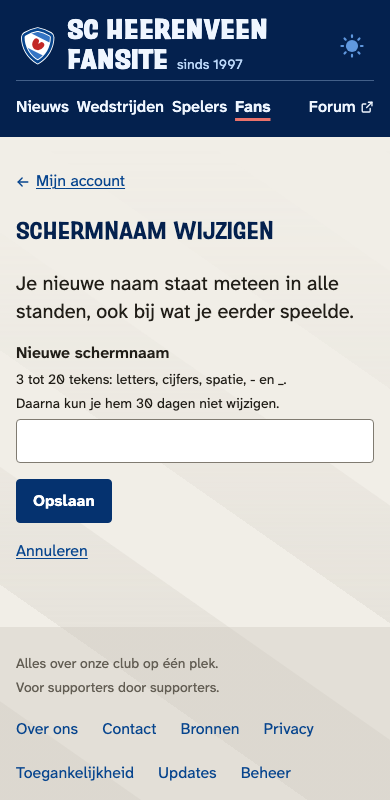 SC HEERENVEEN
FANSITE sinds 1997
Nieuws Wedstrijden Spelers Fans Forum
← Mijn account
SCHERMNAAM WIJZIGEN
Je nieuwe naam staat meteen in alle
standen, ook bij wat je eerder speelde.
Nieuwe schermnaam
3 tot 20 tekens: letters, cijfers, spatie, - en _.
Daarna kun je hem 30 dagen niet wijzigen.
Opslaan
Annuleren
Alles over onze club op één plek.
Voor supporters door supporters.
Over ons Contact Bronnen Privacy
Toegankelijkheid Updates Beheer